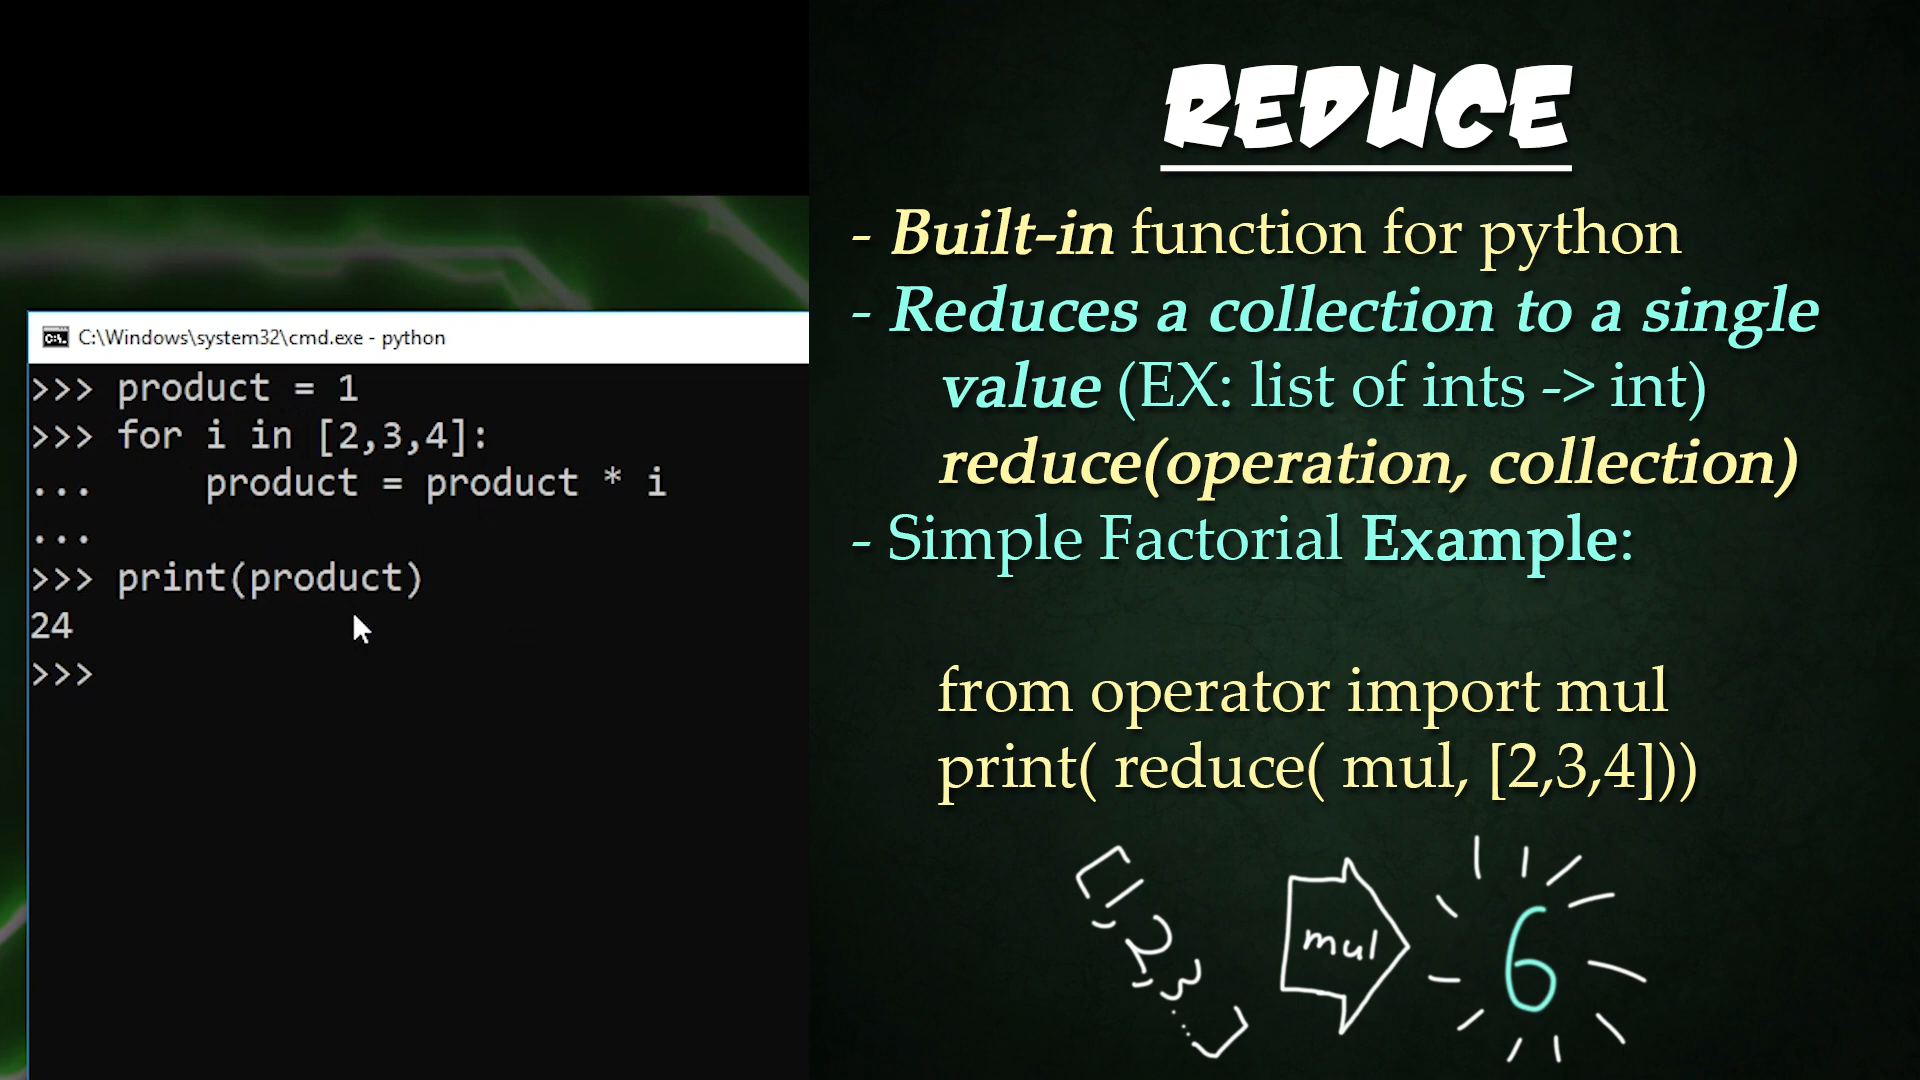 C:\Windows\system32\cmd.exe - python
>>> product = 1
>>> for i in [2,3,4]:
...     product = product * i
...
>>> print(product)
24
>>>
REDUCE
- Built-in function for python
- Reduces a collection to a single
value (EX: list of ints -> int)
reduce(operation, collection)
- Simple Factorial Example:
from operator import mul
print( reduce( mul, [2,3,4]))
[1,2,3...]
mul
6